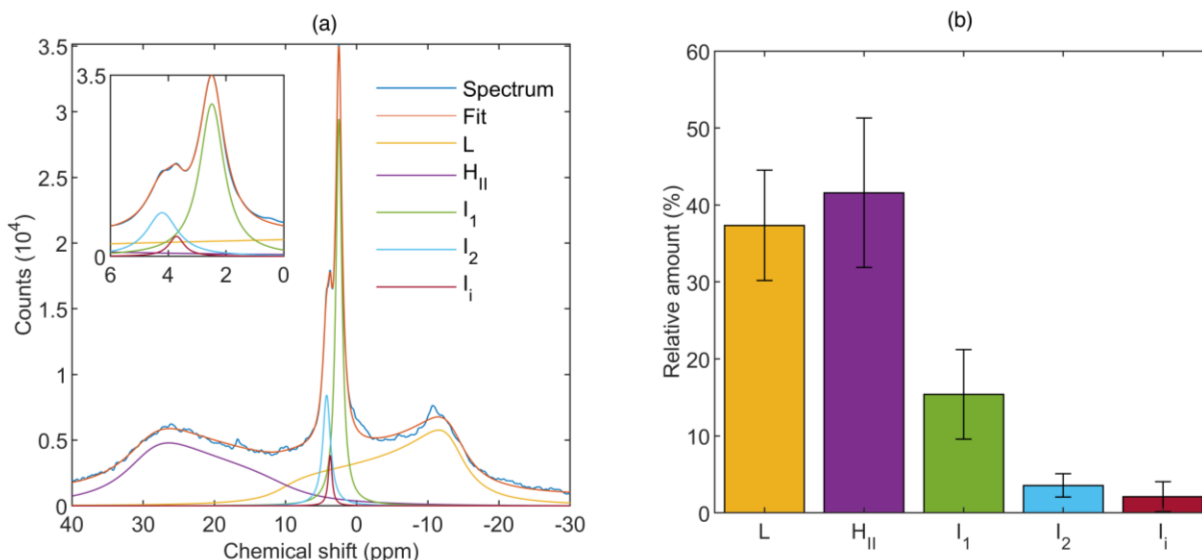 (a)
3.5
3
2.5
2
1.5
1
0.5
0
Counts (10^4)
40 30 20 10 0 -10 -20 -30
Chemical shift (ppm)
3.5
0
6 4 2 0
Spectrum
Fit
L
H_II
I_1
I_2
I_i
(b)
60
50
40
30
20
10
0
Relative amount (%)
L H_II I_1 I_2 I_i